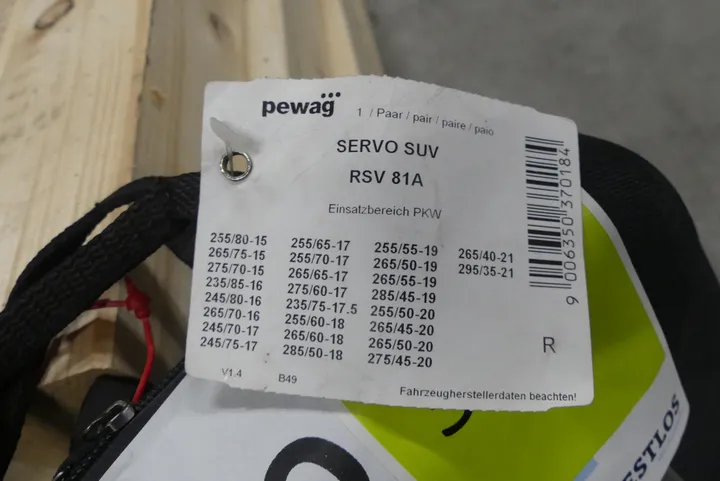 pewag
1 / Paar / pair / paire / paio
SERVO SUV
RSV 81A
Einsatzbereich PKW
255/80-15 255/65-17 255/55-19 265/40-21
265/75-15 255/70-17 265/50-19 295/35-21
275/70-15 265/65-17 265/55-19
235/85-16 275/60-17 285/45-19
245/80-16 235/75-17.5 255/50-20
265/70-16 255/60-18 265/45-20
245/70-17 265/60-18 265/50-20
245/75-17 285/50-18 275/45-20
R
V1.4 B49
Fahrzeugherstellerdaten beachten!
9006350370184